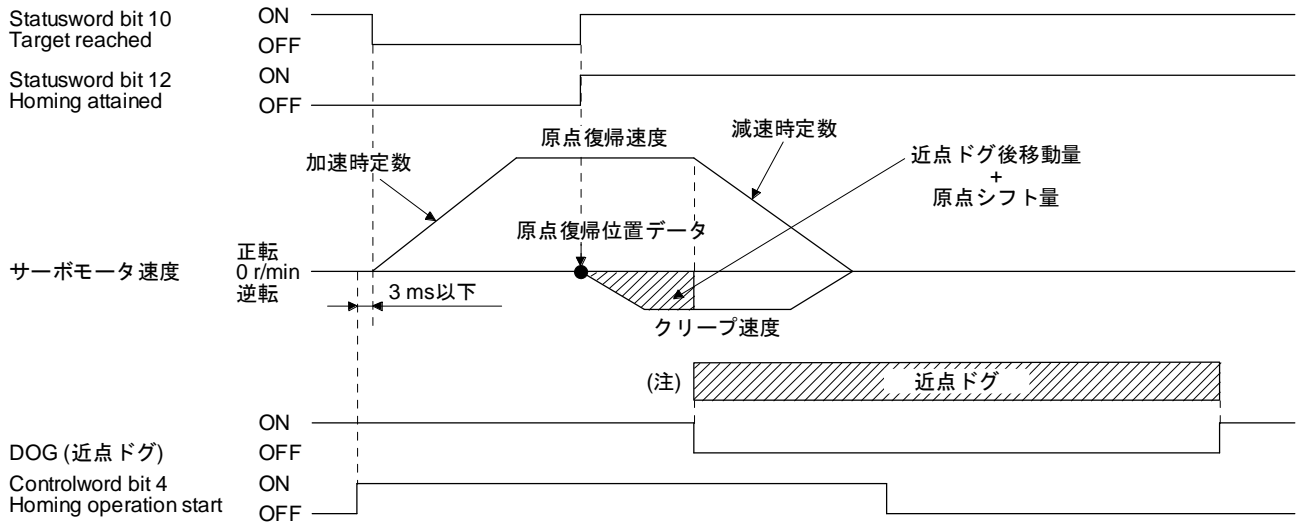 Statusword bit 10
Target reached
ON
OFF
Statusword bit 12
Homing attained
ON
OFF
原点復帰速度
減速時定数
加速時定数
近点ドグ後移動量
+
原点シフト量
原点復帰位置データ
サーボモータ速度
正転
0 r/min
逆転
3 ms以下
クリープ速度
(注)
近点ドグ
DOG (近点ドグ)
ON
OFF
Controlword bit 4
Homing operation start
ON
OFF